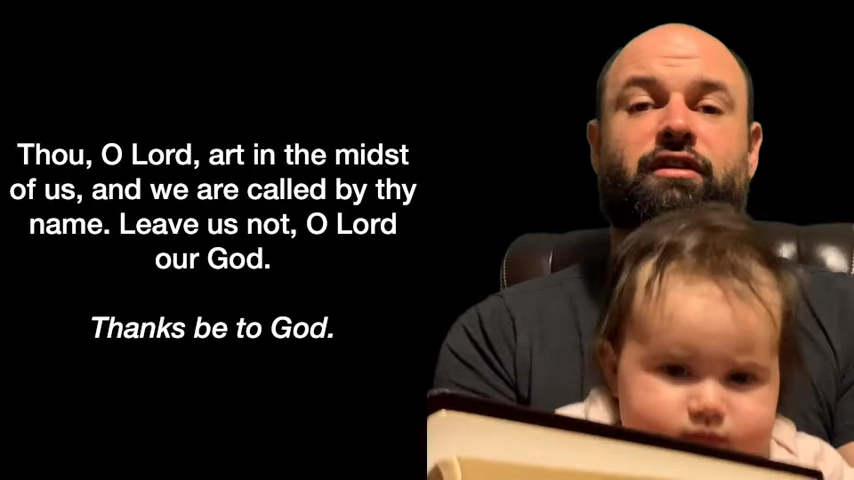 Thou, O Lord, art in the midst
of us, and we are called by thy
name. Leave us not, O Lord
our God.
Thanks be to God.